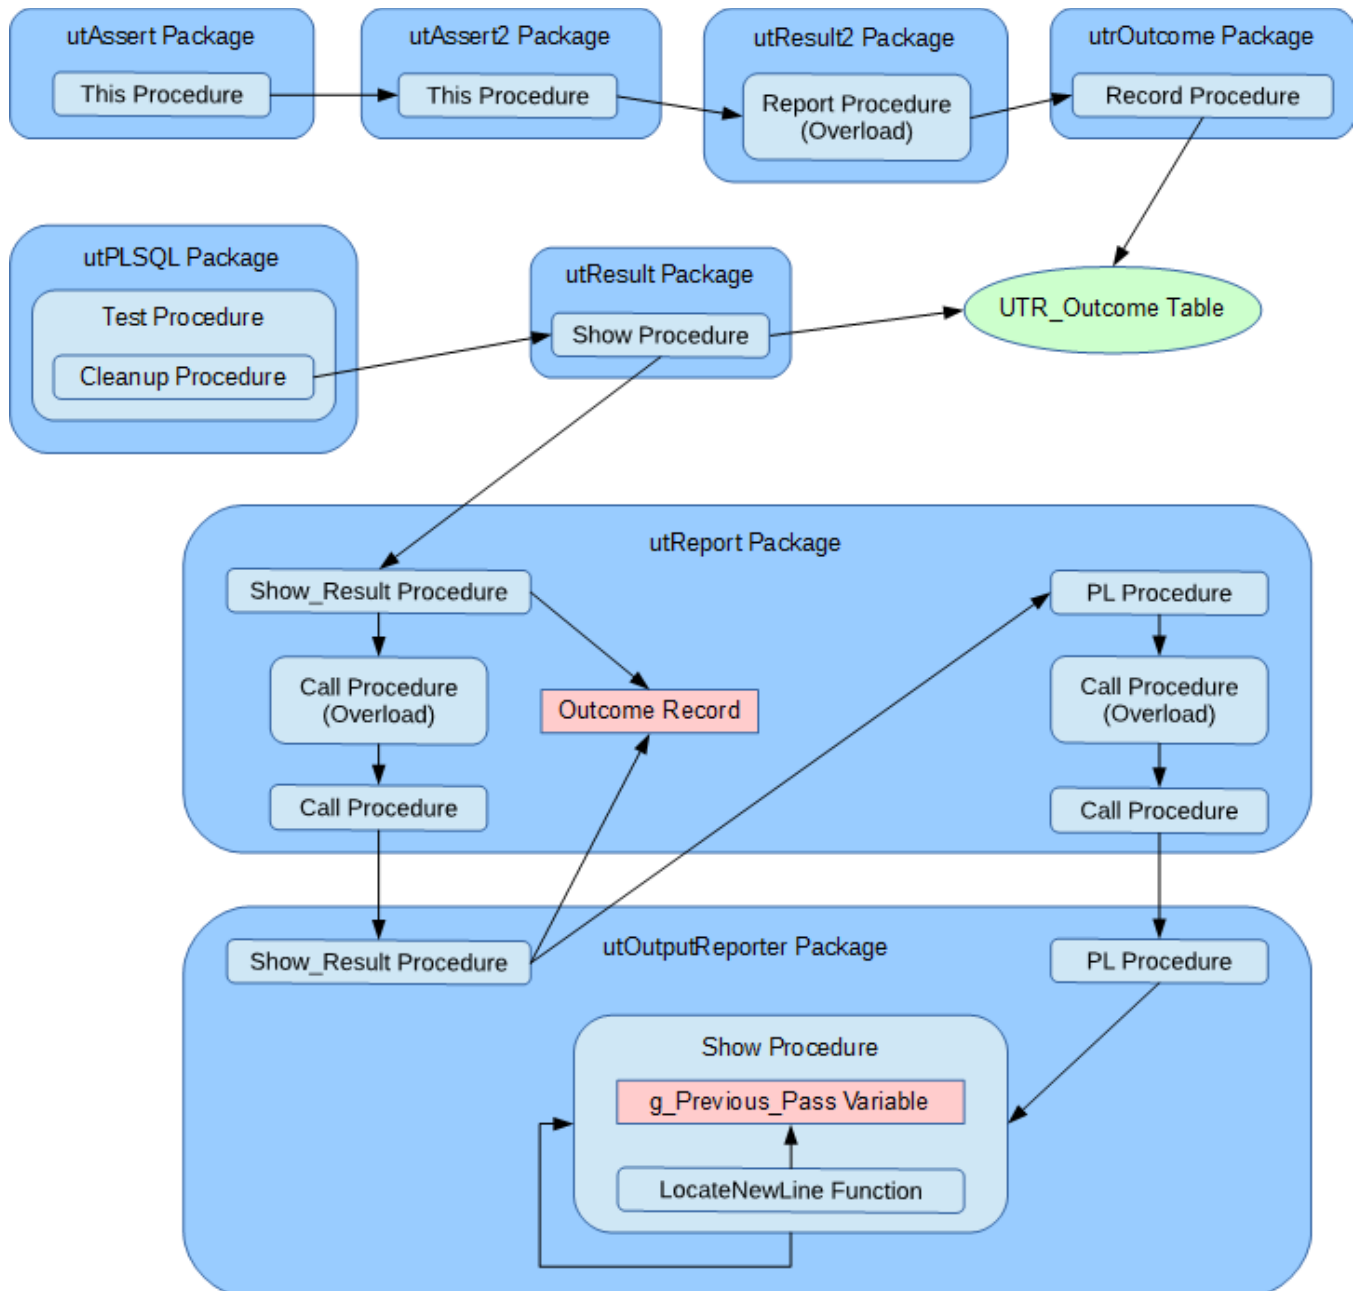 utAssert Package
This Procedure
utAssert2 Package
This Procedure
utResult2 Package
Report Procedure
(Overload)
utrOutcome Package
Record Procedure
utPLSQL Package
Test Procedure
Cleanup Procedure
utResult Package
Show Procedure
UTR_Outcome Table
utReport Package
Show_Result Procedure
Call Procedure
(Overload)
Call Procedure
Outcome Record
PL Procedure
Call Procedure
(Overload)
Call Procedure
utOutputReporter Package
Show_Result Procedure
PL Procedure
Show Procedure
g_Previous_Pass Variable
LocateNewLine Function